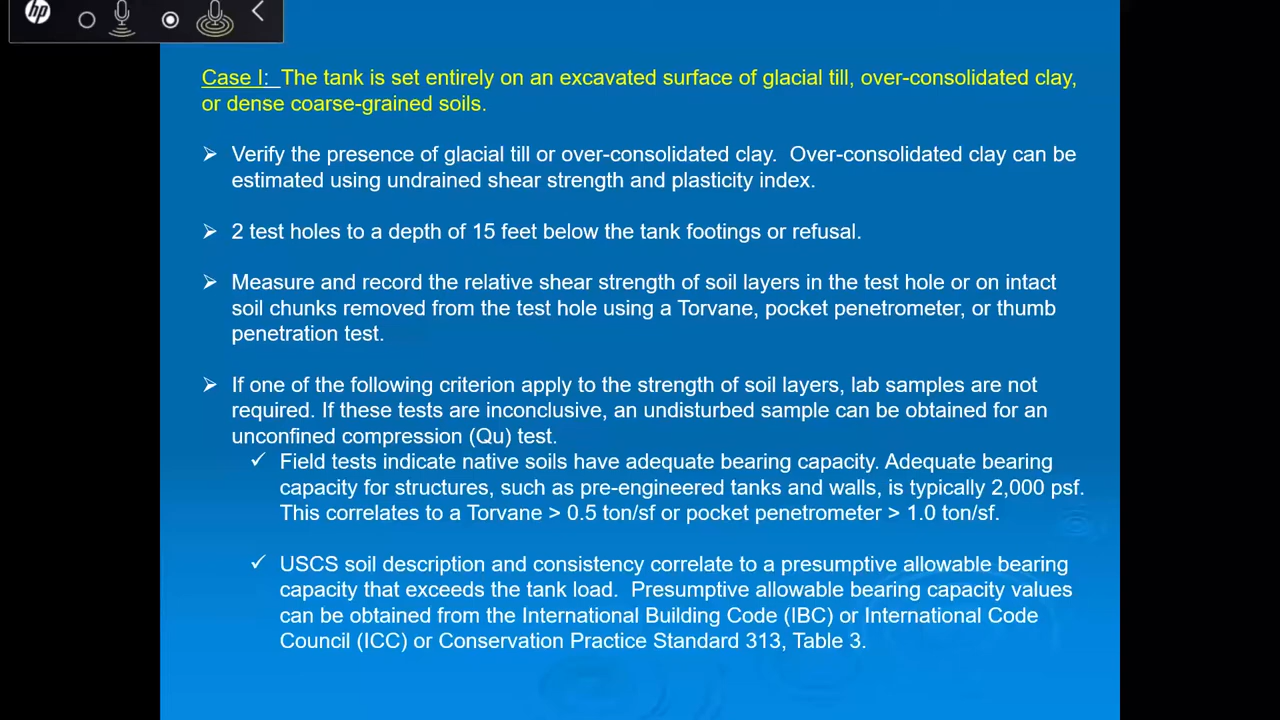 hp
Case I: The tank is set entirely on an excavated surface of glacial till, over-consolidated clay,
or dense coarse-grained soils.
Verify the presence of glacial till or over-consolidated clay. Over-consolidated clay can be
estimated using undrained shear strength and plasticity index.
2 test holes to a depth of 15 feet below the tank footings or refusal.
Measure and record the relative shear strength of soil layers in the test hole or on intact
soil chunks removed from the test hole using a Torvane, pocket penetrometer, or thumb
penetration test.
If one of the following criterion apply to the strength of soil layers, lab samples are not
required. If these tests are inconclusive, an undisturbed sample can be obtained for an
unconfined compression (Qu) test.
Field tests indicate native soils have adequate bearing capacity. Adequate bearing
capacity for structures, such as pre-engineered tanks and walls, is typically 2,000 psf.
This correlates to a Torvane > 0.5 ton/sf or pocket penetrometer > 1.0 ton/sf.
USCS soil description and consistency correlate to a presumptive allowable bearing
capacity that exceeds the tank load. Presumptive allowable bearing capacity values
can be obtained from the International Building Code (IBC) or International Code
Council (ICC) or Conservation Practice Standard 313, Table 3.